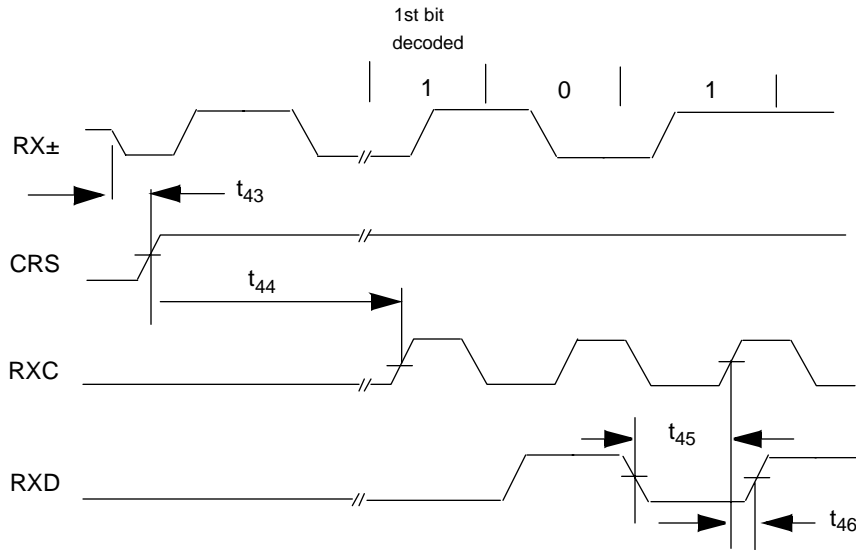 1st bit
decoded
1 0 1
RX±
t43
CRS
t44
RXC
t45
RXD
t46